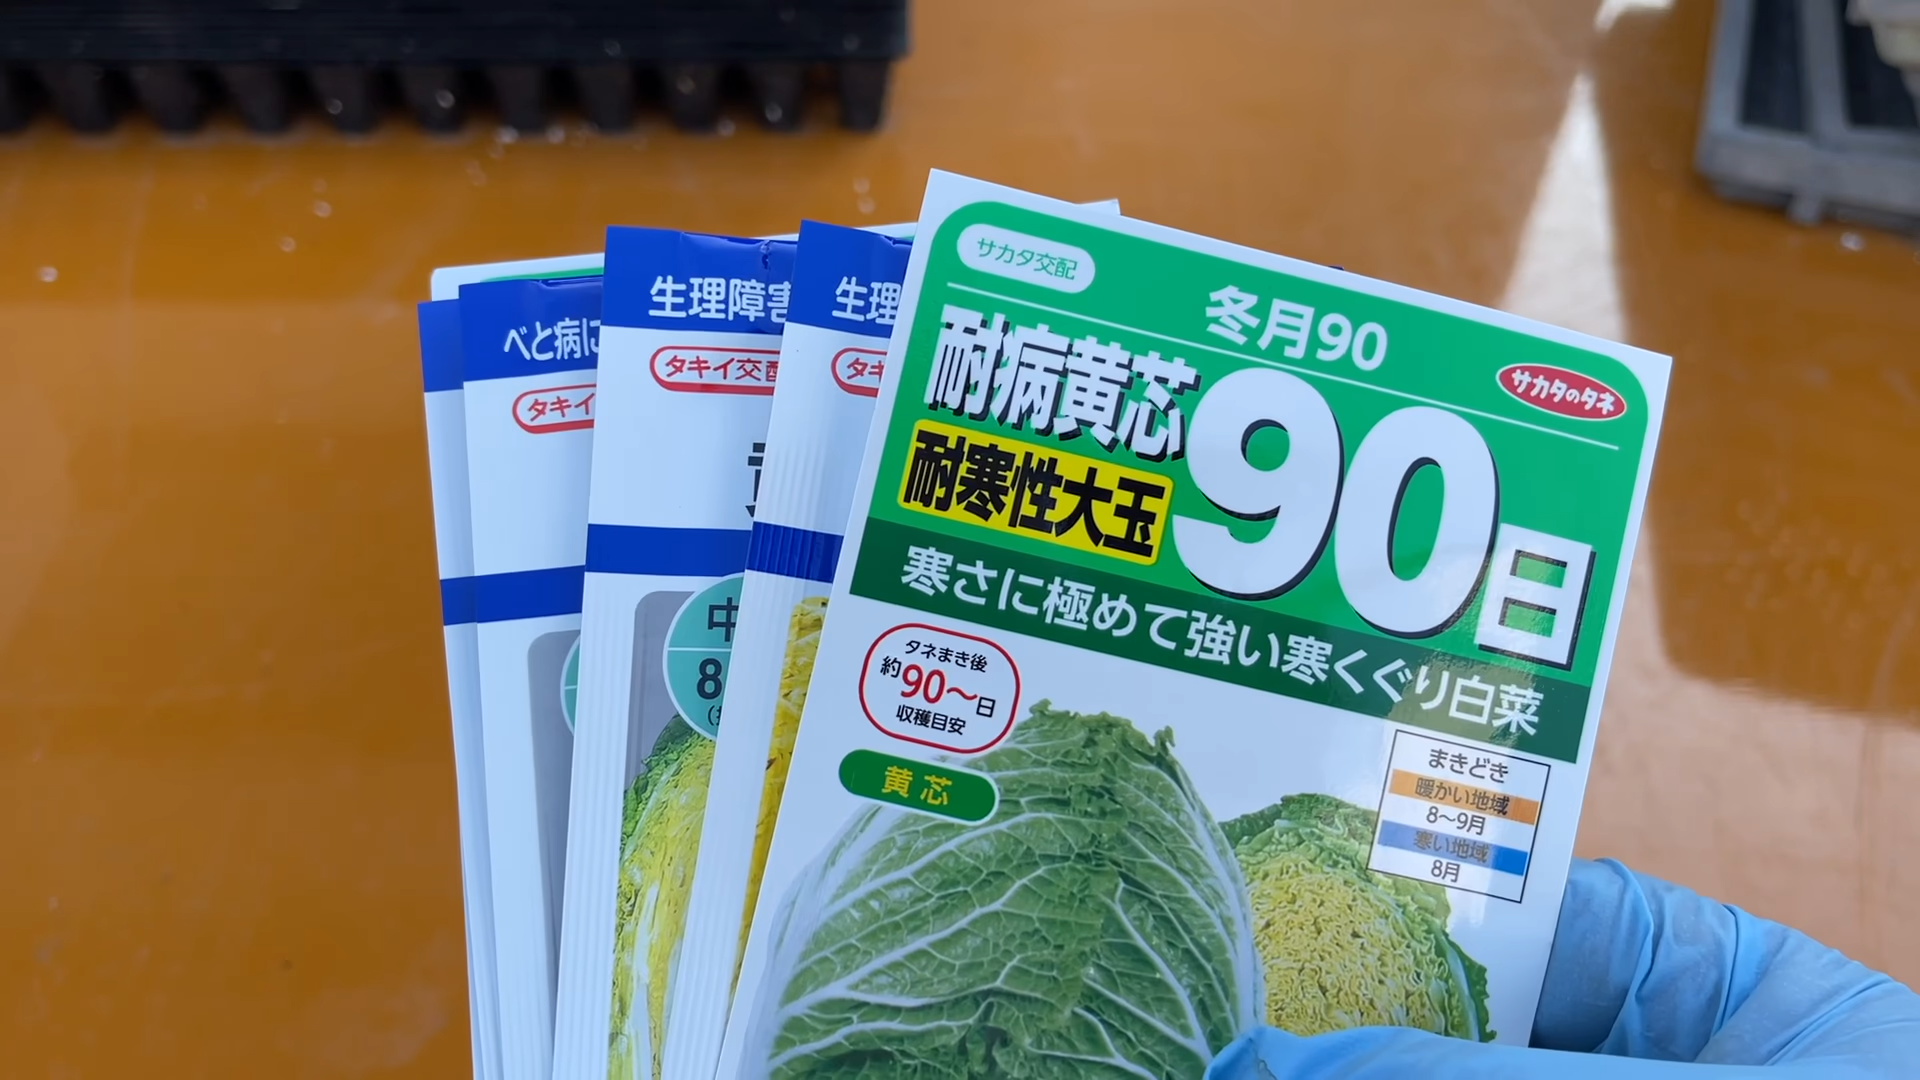 べと病に
タキイ
生理障害
タキイ交配
中
8
生理
タキ
サカタ交配
冬月90
サカタのタネ
耐病黄芯90日
耐寒性大玉
寒さに極めて強い寒くぐり白菜
タネまき後
約90〜日
収穫目安
黄芯
まきどき
暖かい地域
8〜9月
寒い地域
8月